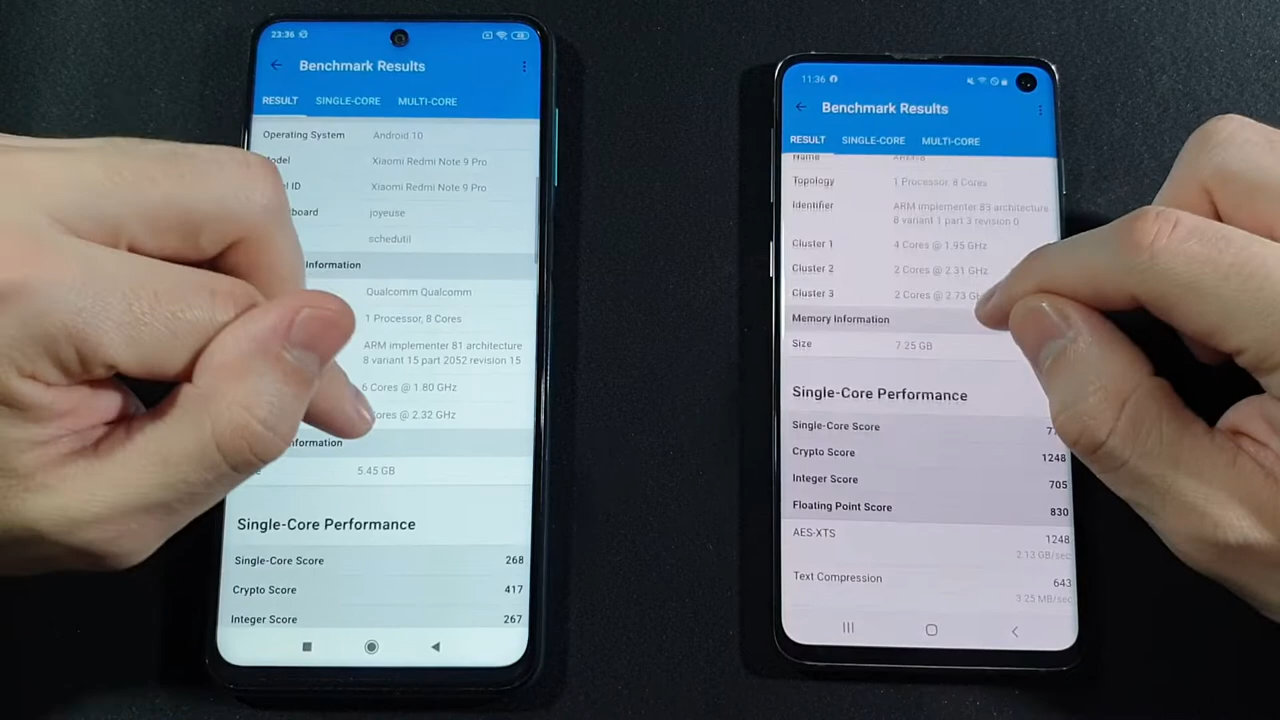 23:36
Benchmark Results
RESULT SINGLE-CORE MULTI-CORE
Operating System Android 10
Xiaomi Redmi Note 9 Pro
ID Xiaomi Redmi Note 9 Pro
joyeuse
schedutil
Information
Qualcomm Qualcomm
1 Processor, 8 Cores
ARM implementer 81 architecture
8 variant 15 part 2052 revision 15
6 Cores @ 1.80 GHz
@ 2.32 GHz
5.45 GB
Single-Core Performance
Single-Core Score 268
Crypto Score 417
Integer Score 267
11:36
Benchmark Results
RESULT SINGLE-CORE MULTI-CORE
Name
Topology 1 Processor, 8 Cores
Identifier ARM implementer 83 architecture
8 variant 1 part 3 revision 0
Cluster 1 4 Cores @ 1.95 GHz
Cluster 2 2 Cores @ 2.31 GHz
Cluster 3 2 Cores @ 2.73
Memory Information
Size 7.25 GB
Single-Core Performance
Single-Core Score
Crypto Score 1248
Integer Score 705
Floating Point Score 830
AES-XTS 1248
2.13 GB/sec
Text Compression 643
3.25 MB/sec